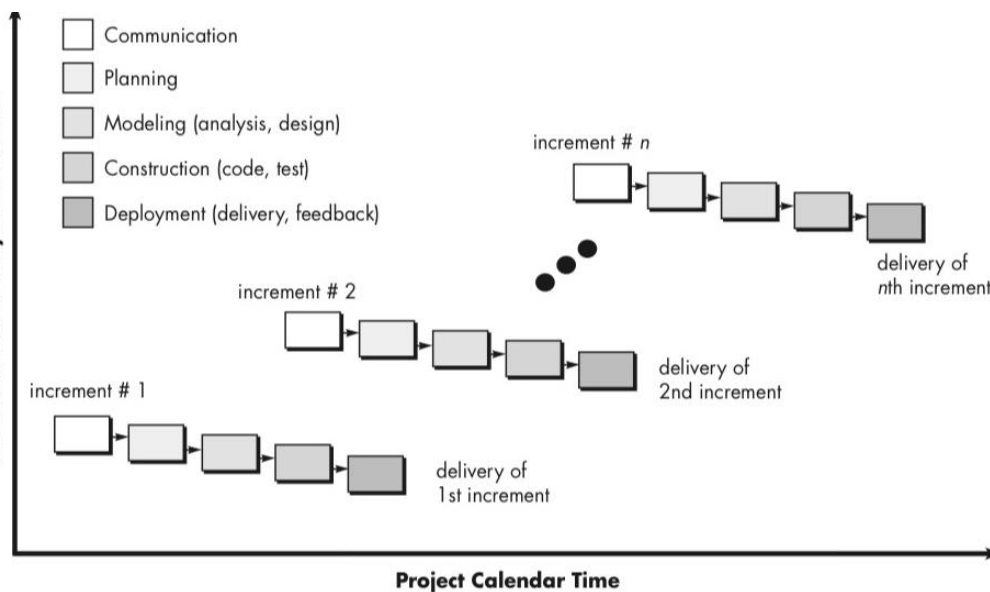 Communication
Planning
Modeling (analysis, design)
Construction (code, test)
Deployment (delivery, feedback)
increment # n
delivery of
nth increment
increment # 2
delivery of
2nd increment
increment # 1
delivery of
1st increment
Project Calendar Time